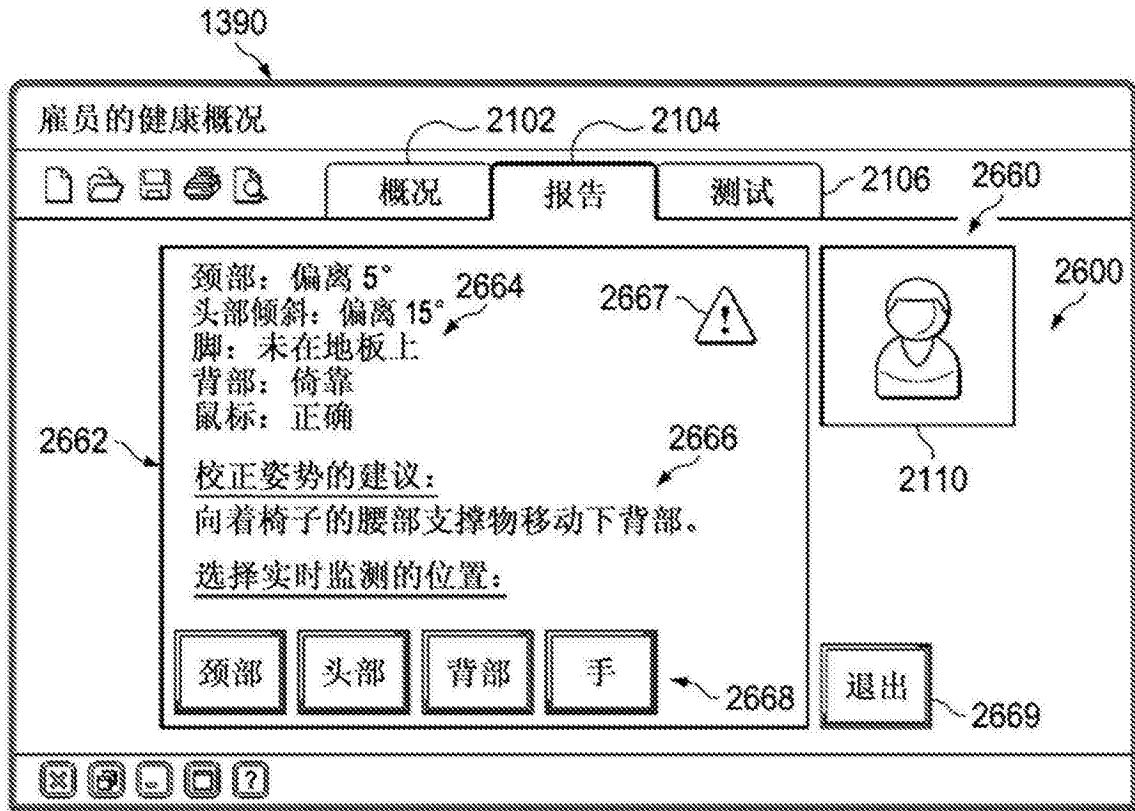 1390
雇员的健康概况
2102
2104
概况
报告
测试
2106
2660
颈部：偏离 5°
头部倾斜：偏离 15°
脚：未在地板上
背部：倚靠
鼠标：正确
2664
2667
2600
2662
2666
2110
校正姿势的建议：
向着椅子的腰部支撑物移动下背部。
选择实时监测的位置：
颈部
头部
背部
手
2668
退出
2669
?